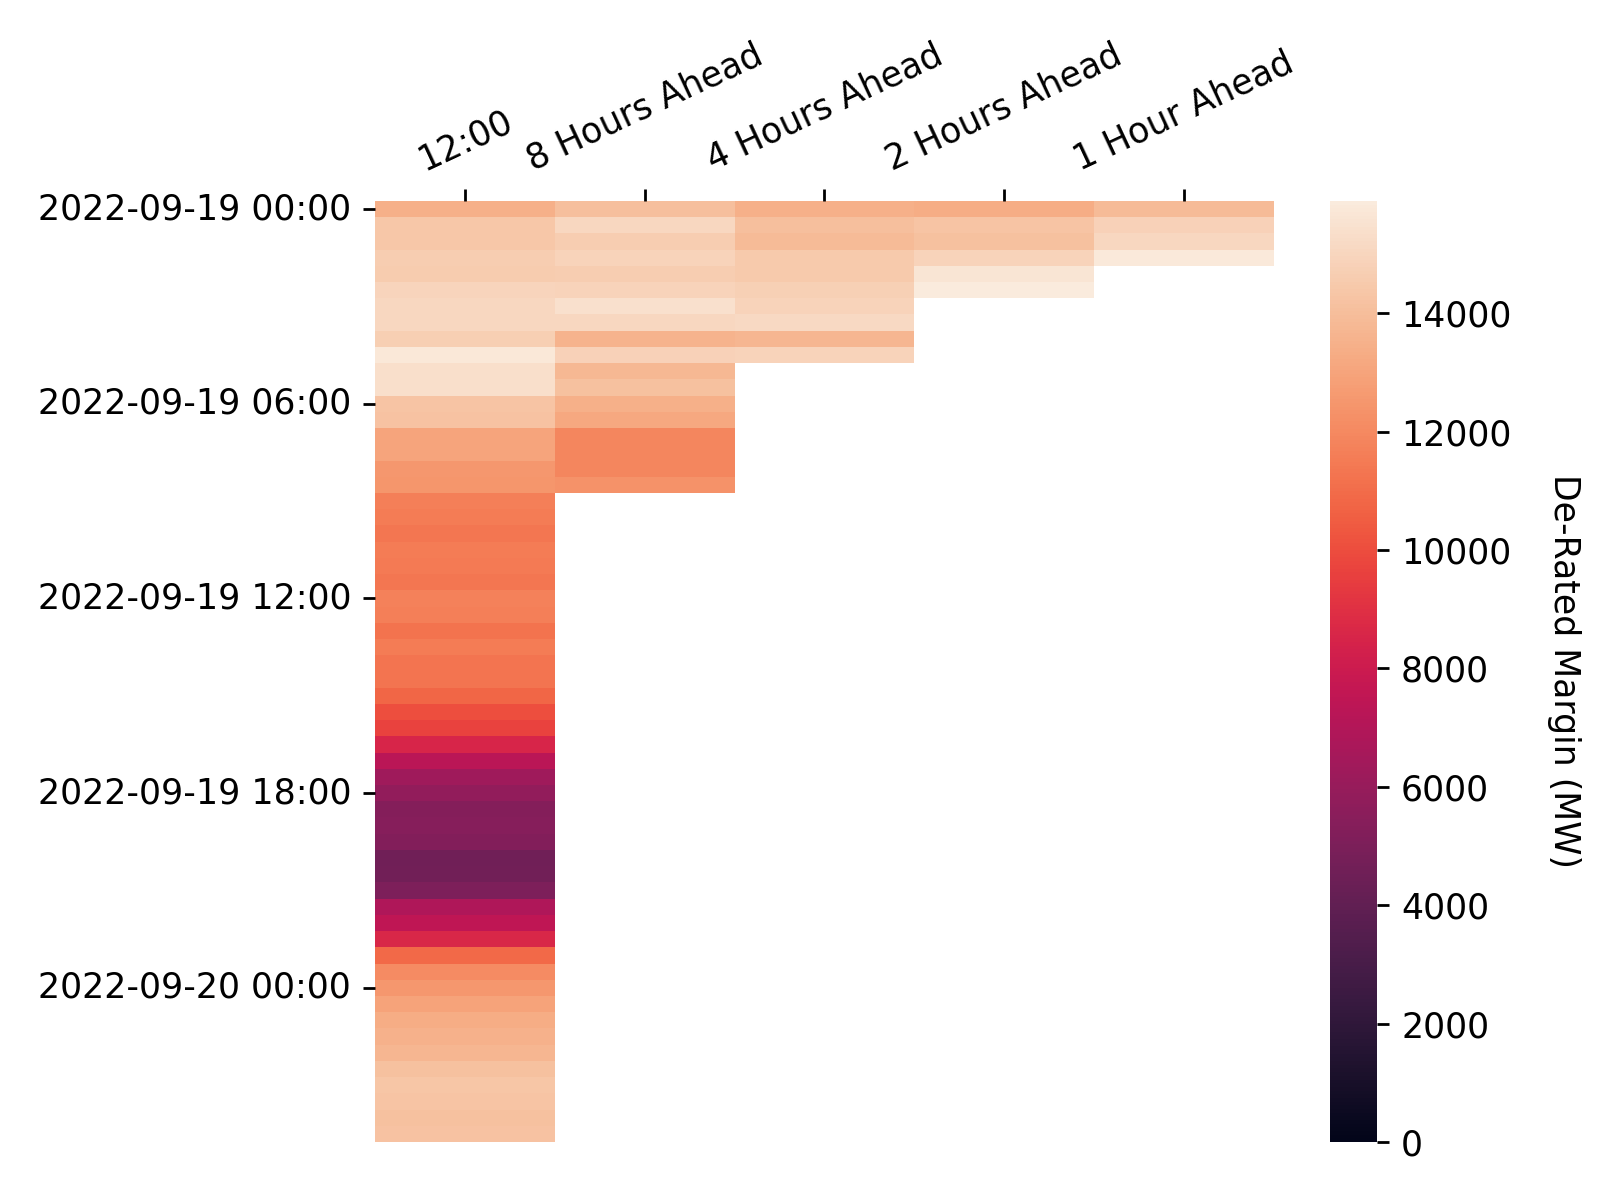 12:00
8 Hours Ahead
4 Hours Ahead
2 Hours Ahead
1 Hour Ahead
2022-09-19 00:00
2022-09-19 06:00
2022-09-19 12:00
2022-09-19 18:00
2022-09-20 00:00
14000
12000
10000
8000
6000
4000
2000
0
De-Rated Margin (MW)